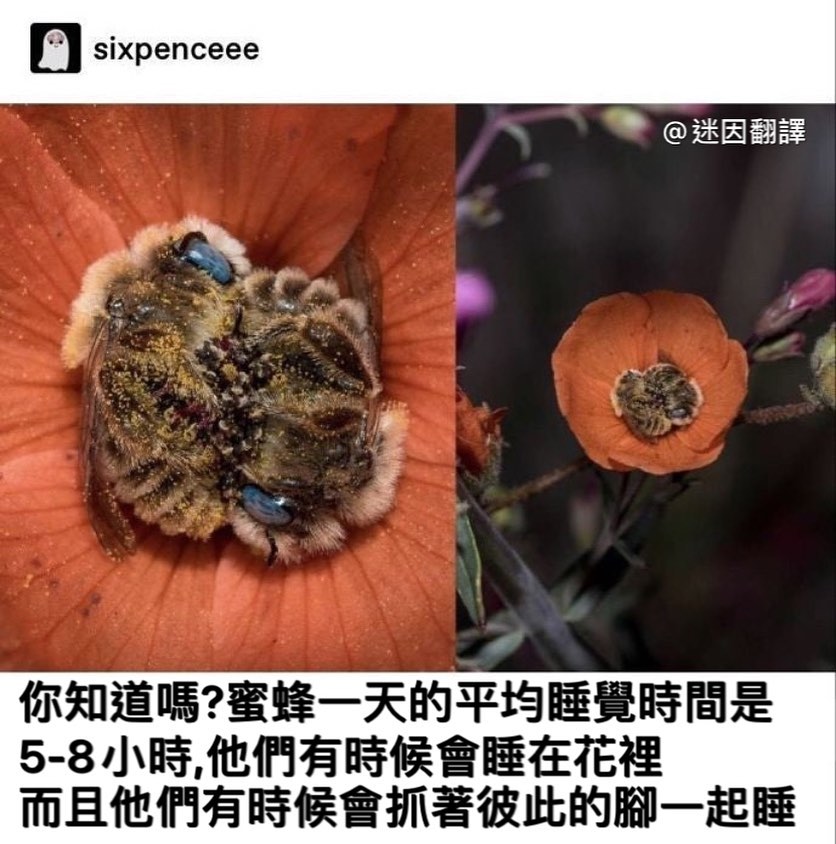 sixpenceee
@迷因翻譯
你知道嗎?蜜蜂一天的平均睡覺時間是
5-8小時,他們有時候會睡在花裡
而且他們有時候會抓著彼此的腳一起睡